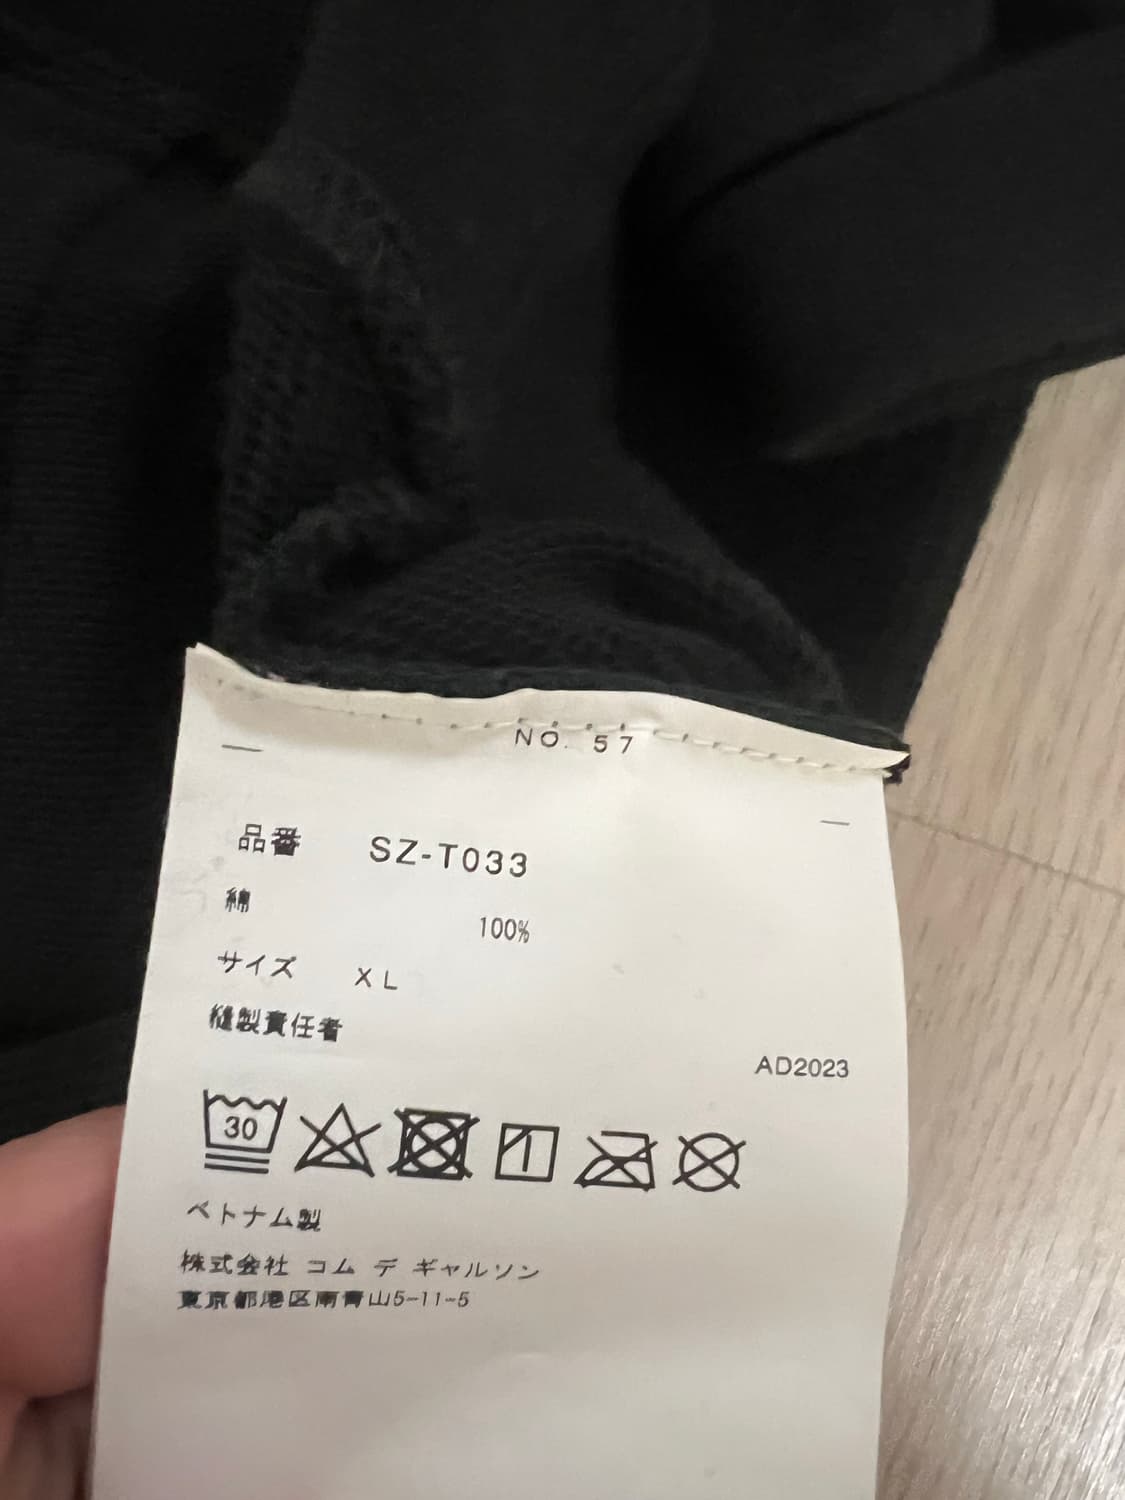 NO. 57
品番 SZ-T033
綿 100%
サイズ XL
縫製責任者
AD2023
30
ベトナム製
株式会社 コム デ ギャルソン
東京都港区南青山5-11-5